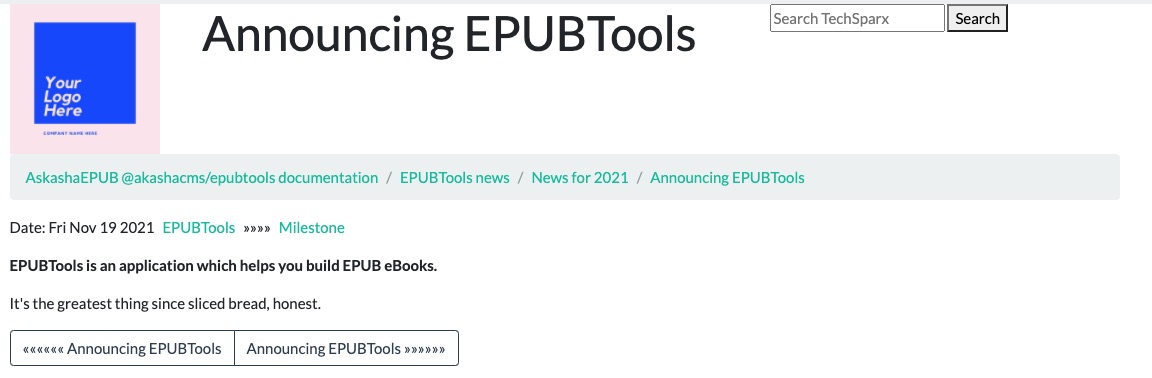 Your
Logo
Here
COMPANY NAME HERE
Announcing EPUBTools
Search TechSparx Search
AskashaEPUB @akashacms/epubtools documentation / EPUBTools news / News for 2021 / Announcing EPUBTools
Date: Fri Nov 19 2021 EPUBTools »»»» Milestone
EPUBTools is an application which helps you build EPUB eBooks.
It's the greatest thing since sliced bread, honest.
«««««« Announcing EPUBTools Announcing EPUBTools »»»»»»